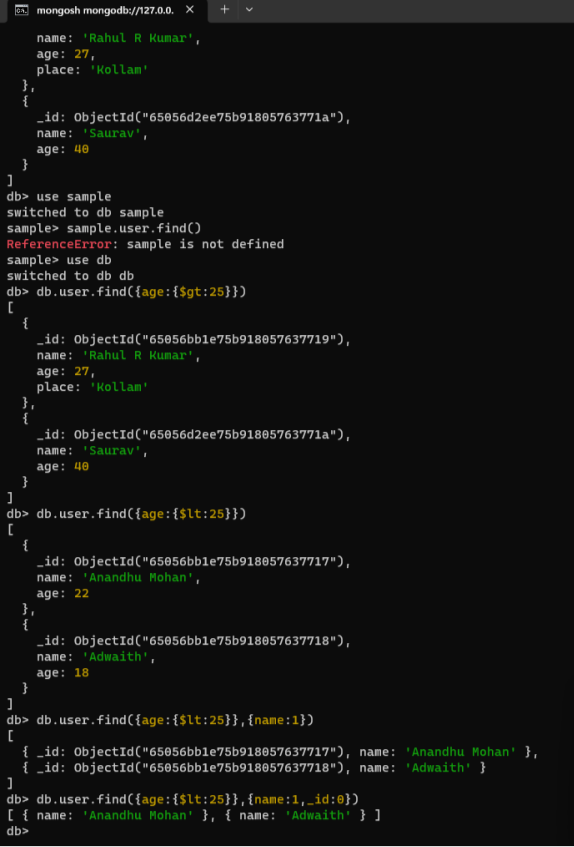 mongosh mongodb://127.0.0.
name: 'Rahul R Kumar',
age: 27,
place: 'Kollam'
},
{
_id: ObjectId("65056d2ee75b91805763771a"),
name: 'Saurav',
age: 40
}
]
db> use sample
switched to db sample
sample> sample.user.find()
ReferenceError: sample is not defined
sample> use db
switched to db db
db> db.user.find({age:{$gt:25}})
[
{
_id: ObjectId("65056bb1e75b918057637719"),
name: 'Rahul R Kumar',
age: 27,
place: 'Kollam'
},
{
_id: ObjectId("65056d2ee75b91805763771a"),
name: 'Saurav',
age: 40
}
]
db> db.user.find({age:{$lt:25}})
[
{
_id: ObjectId("65056bb1e75b918057637717"),
name: 'Anandhu Mohan',
age: 22
},
{
_id: ObjectId("65056bb1e75b918057637718"),
name: 'Adwaith',
age: 18
}
]
db> db.user.find({age:{$lt:25}},{name:1})
[
{ _id: ObjectId("65056bb1e75b918057637717"), name: 'Anandhu Mohan' },
{ _id: ObjectId("65056bb1e75b918057637718"), name: 'Adwaith' }
]
db> db.user.find({age:{$lt:25}},{name:1,_id:0})
[ { name: 'Anandhu Mohan' }, { name: 'Adwaith' } ]
db>